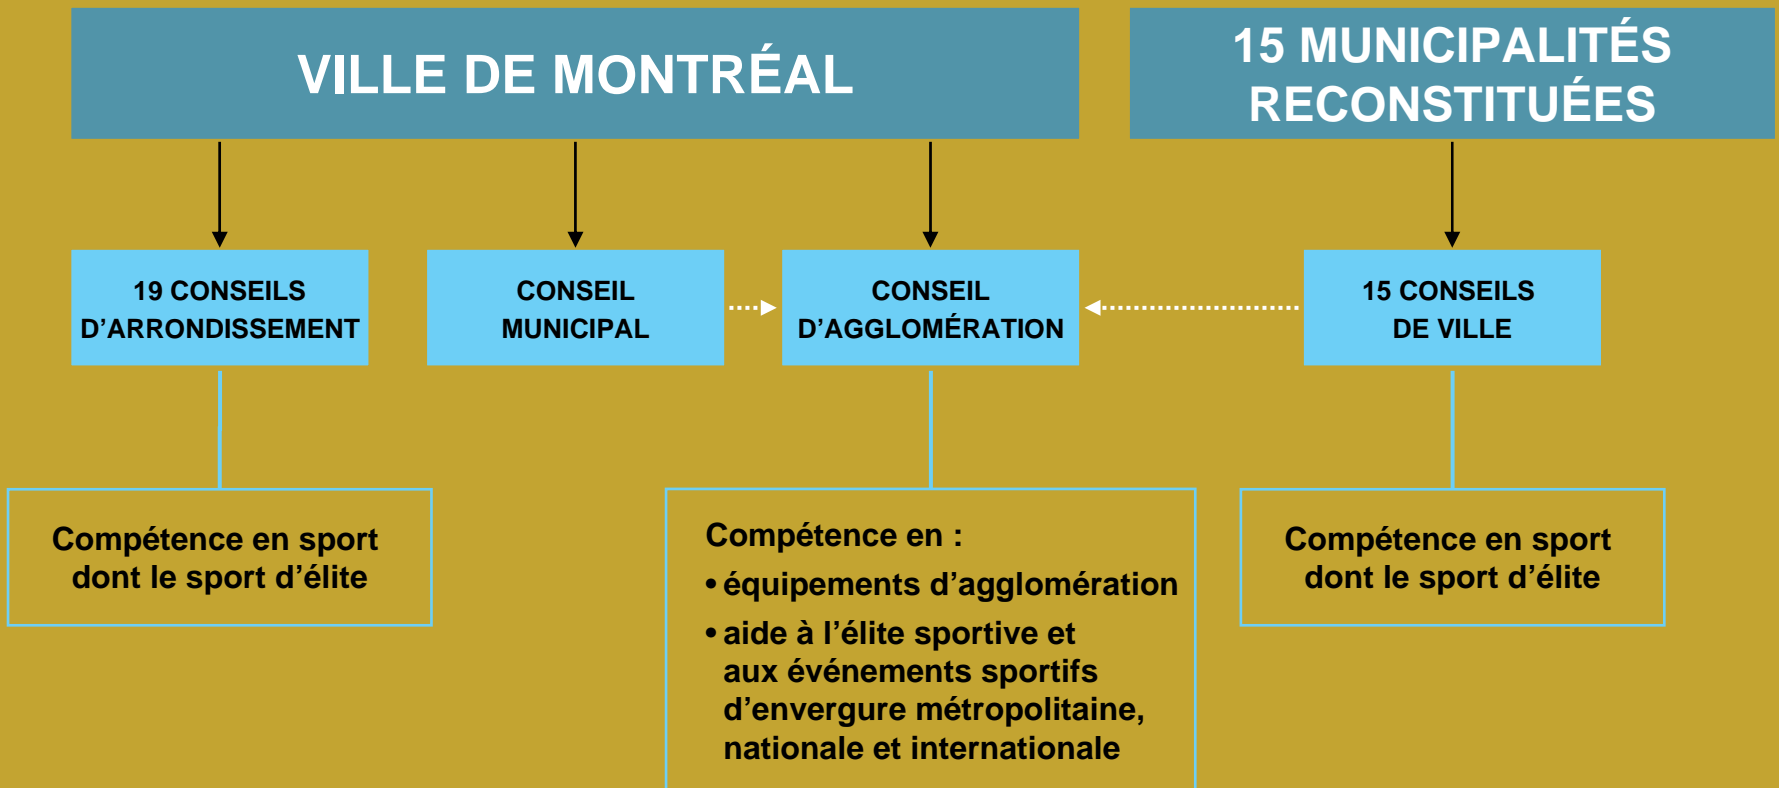 VILLE DE MONTRÉAL
15 MUNICIPALITÉS
RECONSTITUÉES
19 CONSEILS
D’ARRONDISSEMENT
CONSEIL
MUNICIPAL
CONSEIL
D’AGGLOMÉRATION
15 CONSEILS
DE VILLE
Compétence en sport
dont le sport d’élite
Compétence en :
• équipements d’agglomération
• aide à l’élite sportive et
aux événements sportifs
d’envergure métropolitaine,
nationale et internationale
Compétence en sport
dont le sport d’élite